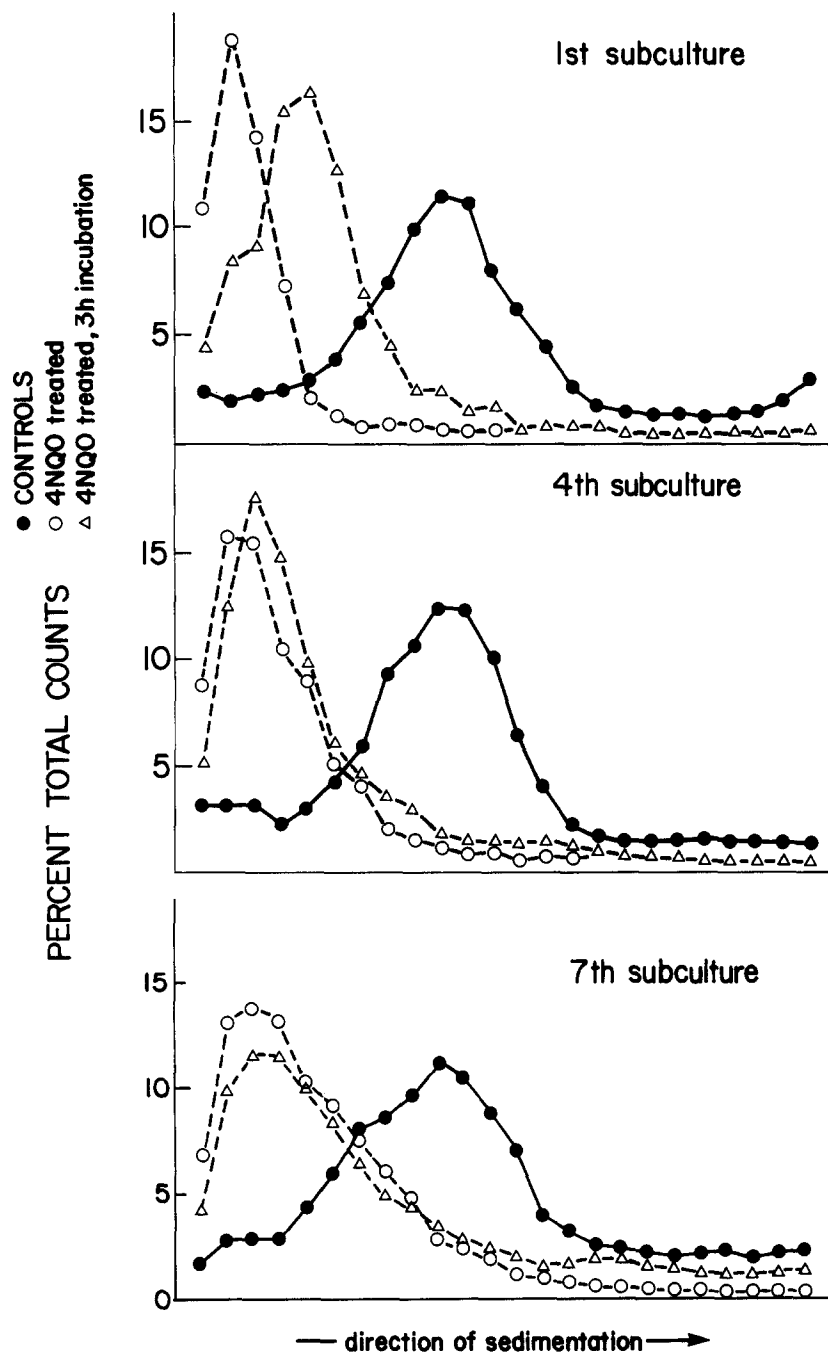 1st subculture
15
10
5
4th subculture
15
10
5
7th subculture
15
10
5
0
● CONTROLS
○ 4NQO treated
△ 4NQO treated, 3h incubation
PERCENT TOTAL COUNTS
direction of sedimentation